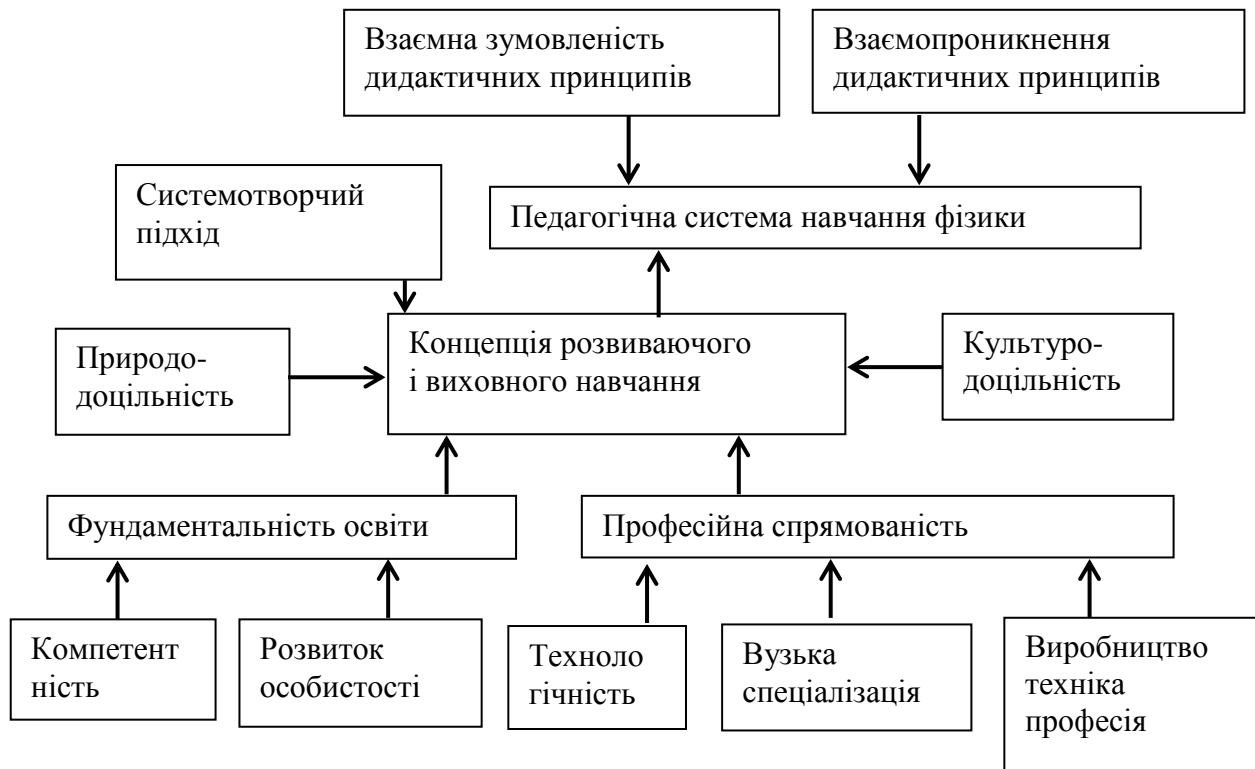 Взаємна зумовленість
дидактичних принципів
Взаємопроникнення
дидактичних принципів
Системотворчий
підхід
Педагогічна система навчання фізики
Природо-
доцільність
Концепція розвиваючого
і виховного навчання
Культуро-
доцільність
Фундаментальність освіти
Професійна спрямованість
Компетент
ність
Розвиток
особистості
Техноло
гічність
Вузька
спеціалізація
Виробництво
техніка
професія